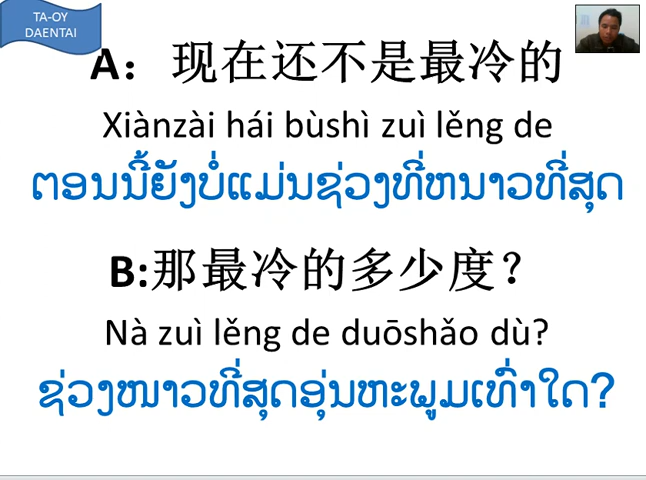 TA-OY
DAENTAI
A：现在还不是最冷的
Xiànzài hái bùshì zuì lěng de
ຕອນນີ້ຍັງບໍ່ແມ່ນຊ່ວງທີ່ຫນາວທີ່ສຸດ
B:那最冷的多少度？
Nà zuì lěng de duōshǎo dù?
ຊ່ວງໜາວທີ່ສຸດອຸ່ນຫະພູມເທົ່າໃດ?